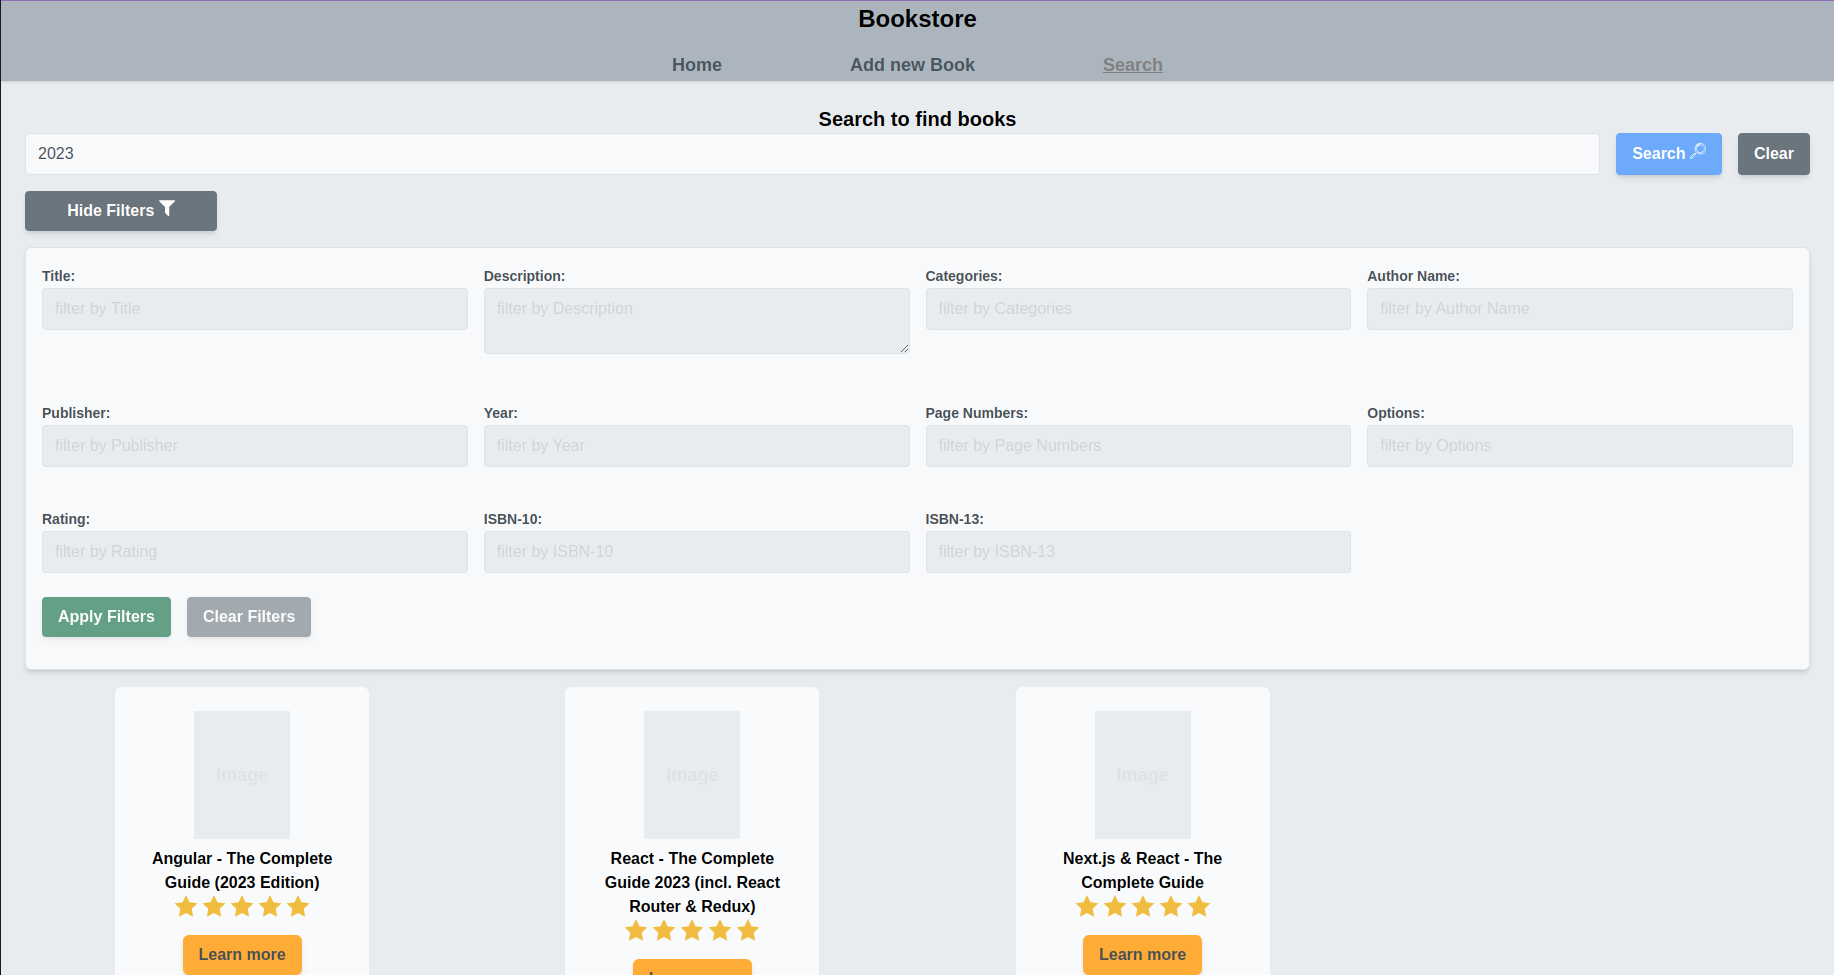 Bookstore
Home Add new Book Search
Search to find books
2023 Search Clear
Hide Filters
Title: Description: Categories: Author Name:
filter by Title filter by Description filter by Categories filter by Author Name
Publisher: Year: Page Numbers: Options:
filter by Publisher filter by Year filter by Page Numbers filter by Options
Rating: ISBN-10: ISBN-13:
filter by Rating filter by ISBN-10 filter by ISBN-13
Apply Filters Clear Filters
Image
Angular - The Complete
Guide (2023 Edition)
Learn more
Image
React - The Complete
Guide 2023 (incl. React
Router & Redux)
Image
Next.js & React - The
Complete Guide
Learn more